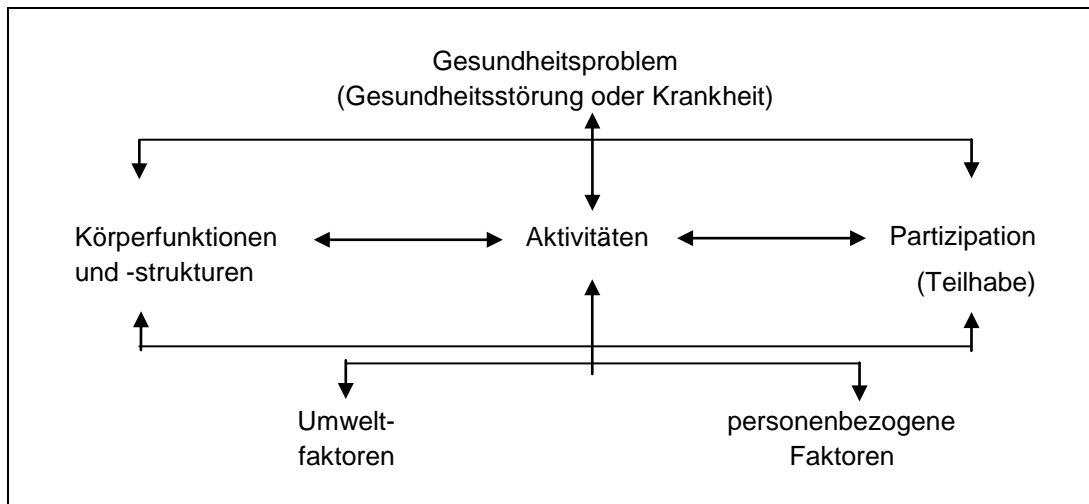 Gesundheitsproblem
(Gesundheitsstörung oder Krankheit)
Körperfunktionen
und -strukturen
Aktivitäten
Partizipation
(Teilhabe)
Umwelt-
faktoren
personenbezogene
Faktoren